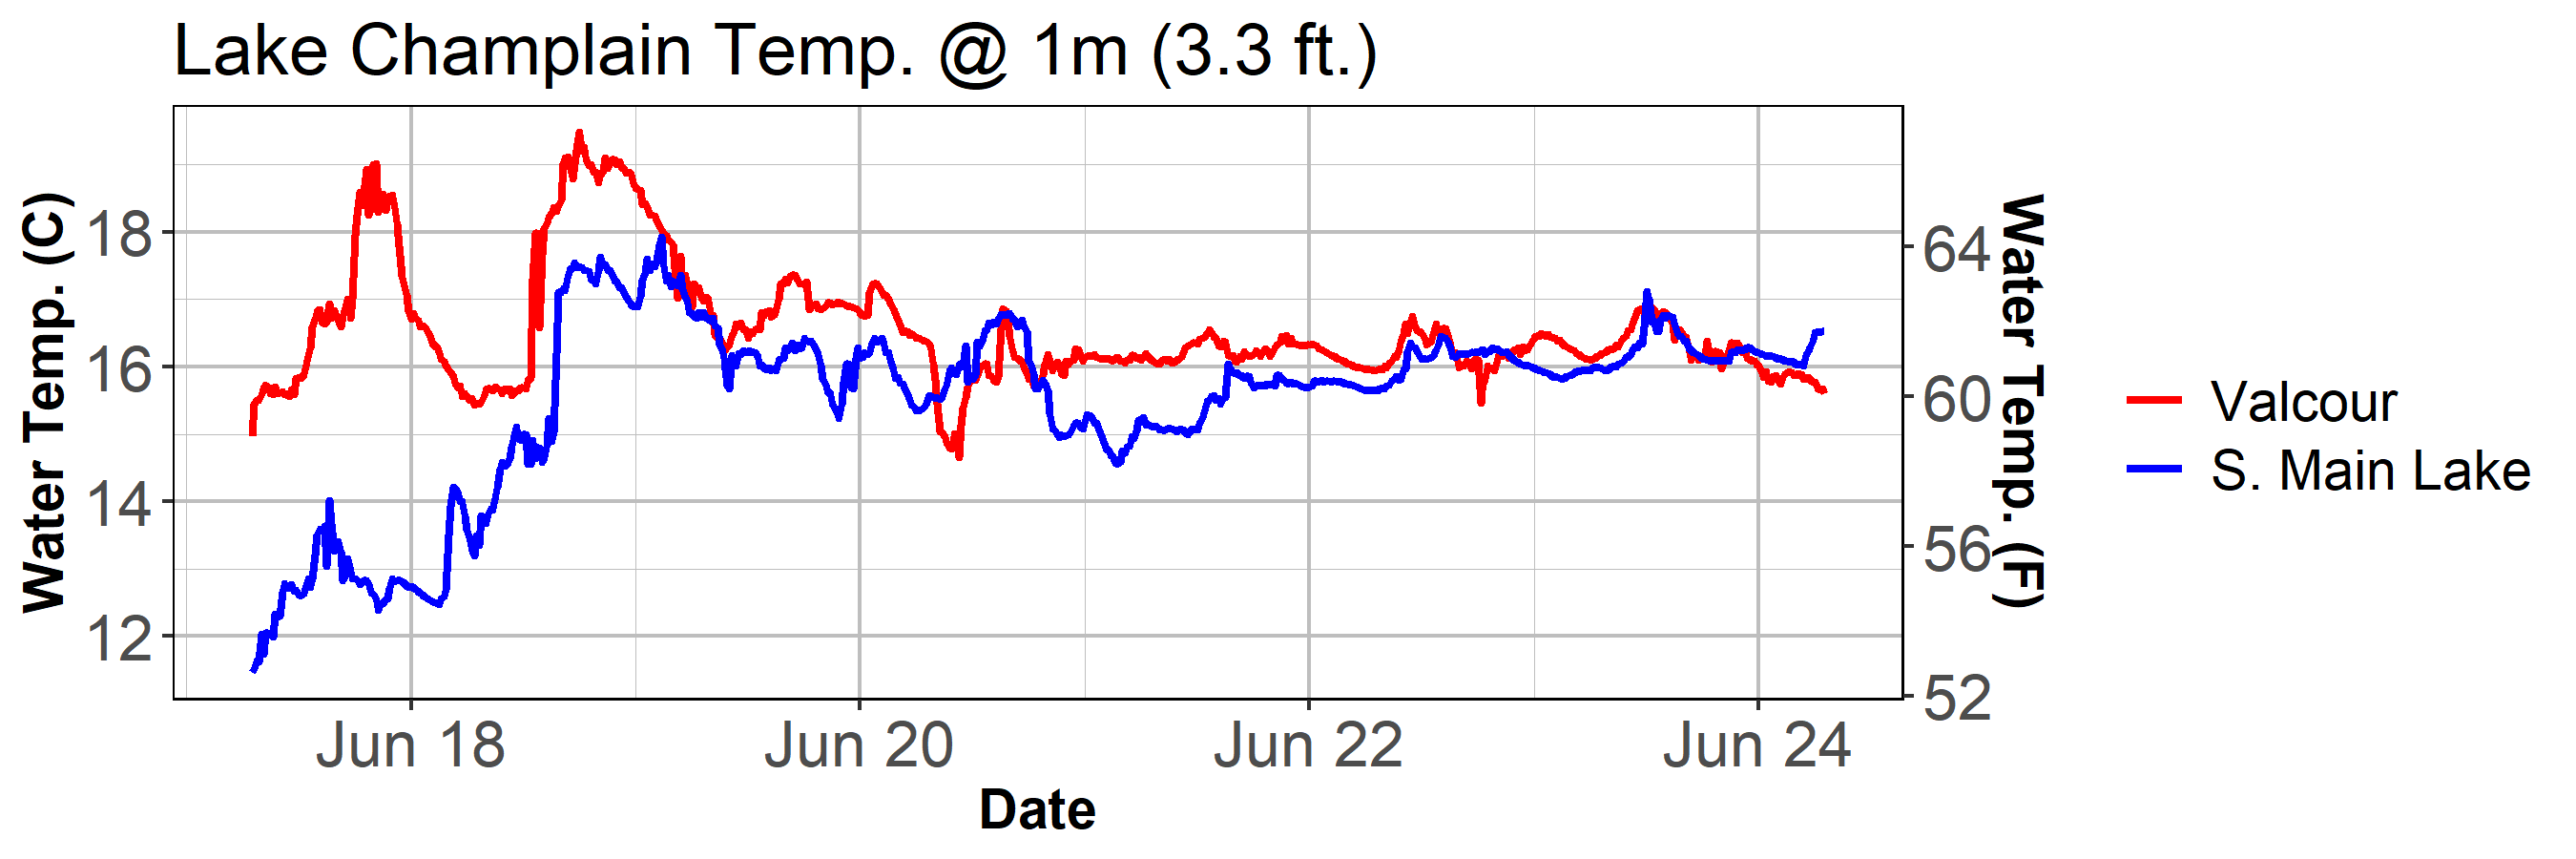 Lake Champlain Temp. @ 1m (3.3 ft.)
Water Temp. (C)
18
16
14
12
64
60
56
52
Water Temp. (F)
Jun 18
Jun 20
Jun 22
Jun 24
Date
Valcour
S. Main Lake